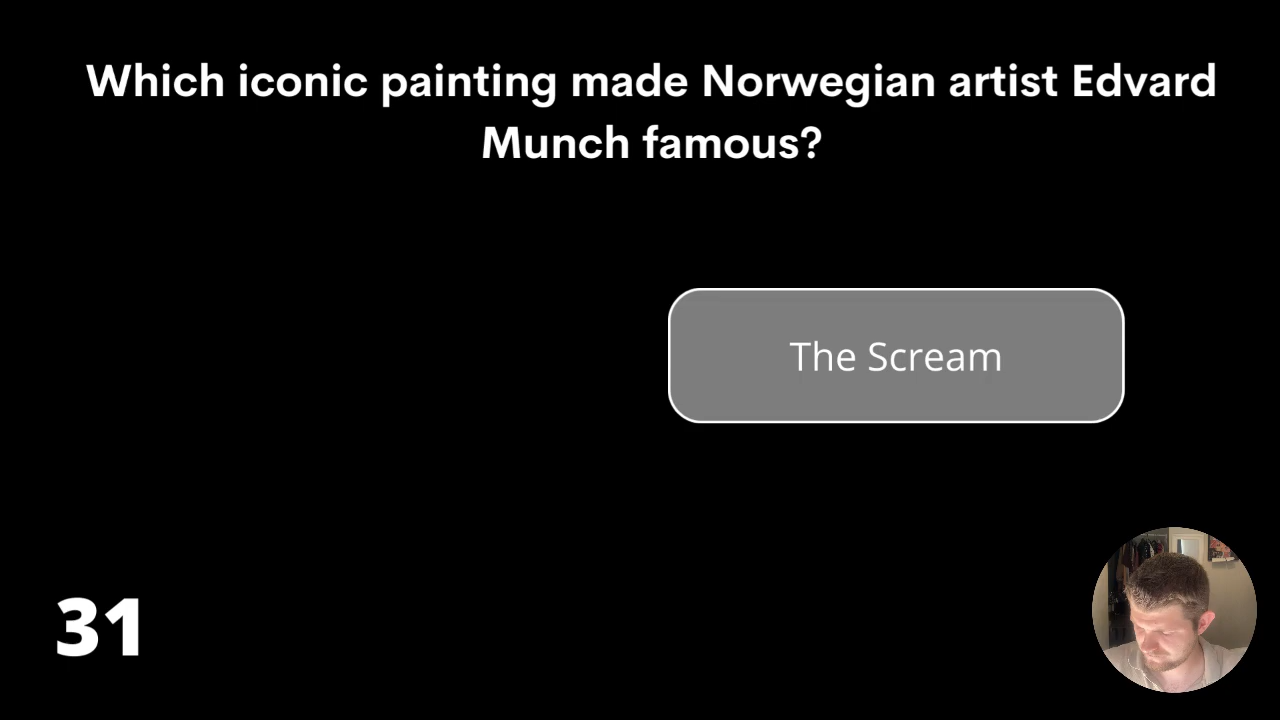 Which iconic painting made Norwegian artist Edvard
Munch famous?
The Scream
31